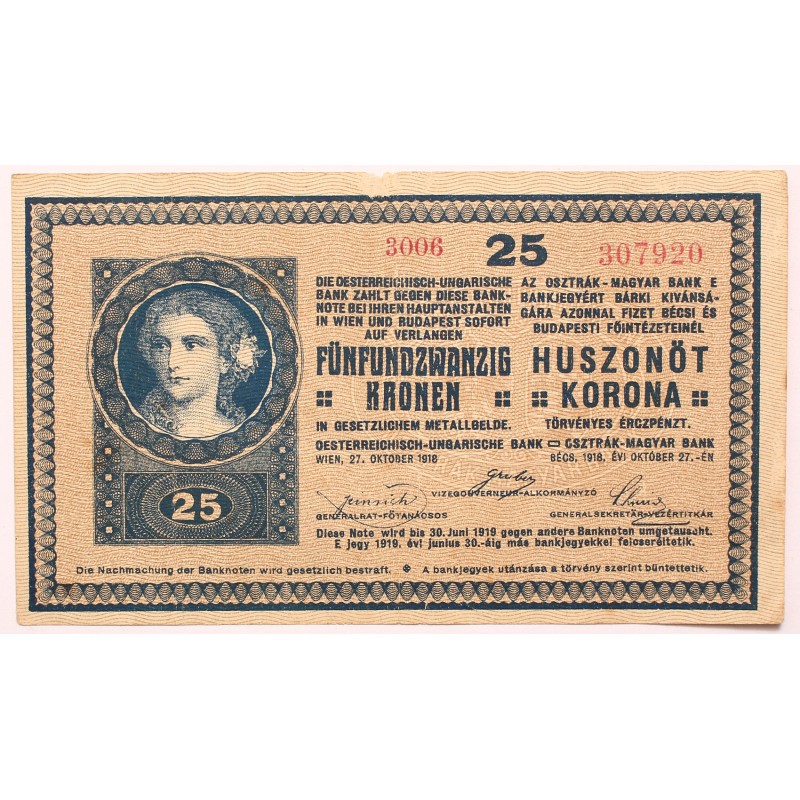 3006 25 307920
DIE OESTERREICHISCH-UNGARISCHE
BANK ZAHLT GEGEN DIESE BANK-
NOTE BEI IHREN HAUPTANSTALTEN
IN WIEN UND BUDAPEST SOFORT
AUF VERLANGEN
FÜNFUNDZWANZIG
KRONEN
IN GESETZLICHEM METALLGELDE.
AZ OSZTRÁK-MAGYAR BANK E
BANKJEGYÉRT BÁRKI KIVÁNSÁ-
GÁRA AZONNAL FIZET BÉCSI ÉS
BUDAPESTI FŐINTÉZETEINÉL
HUSZONÖT
KORONA
TÖRVÉNYES ÉRCZPÉNZT.
OESTERREICHISCH-UNGARISCHE BANK OSZTRÁK-MAGYAR BANK
WIEN, 27. OKTOBER 1918 BÉCS, 1918. ÉVI OKTÓBER 27.-ÉN
Gruber
VIZEGOUVERNEUR-ALKORMÁNYZÓ
GENERALRAT-FŐTANÁCSOS GENERALSEKRETÄR-VEZÉRTITKÁR
Diese Note wird bis 30. Juni 1919 gegen andere Banknoten umgetauscht.
E jegy 1919. évi junius 30.-áig más bankjegyekkel felcseréltetik.
25
Die Nachmachung der Banknoten wird gesetzlich bestraft. A bankjegyek utánzása a törvény szerint büntettetik.